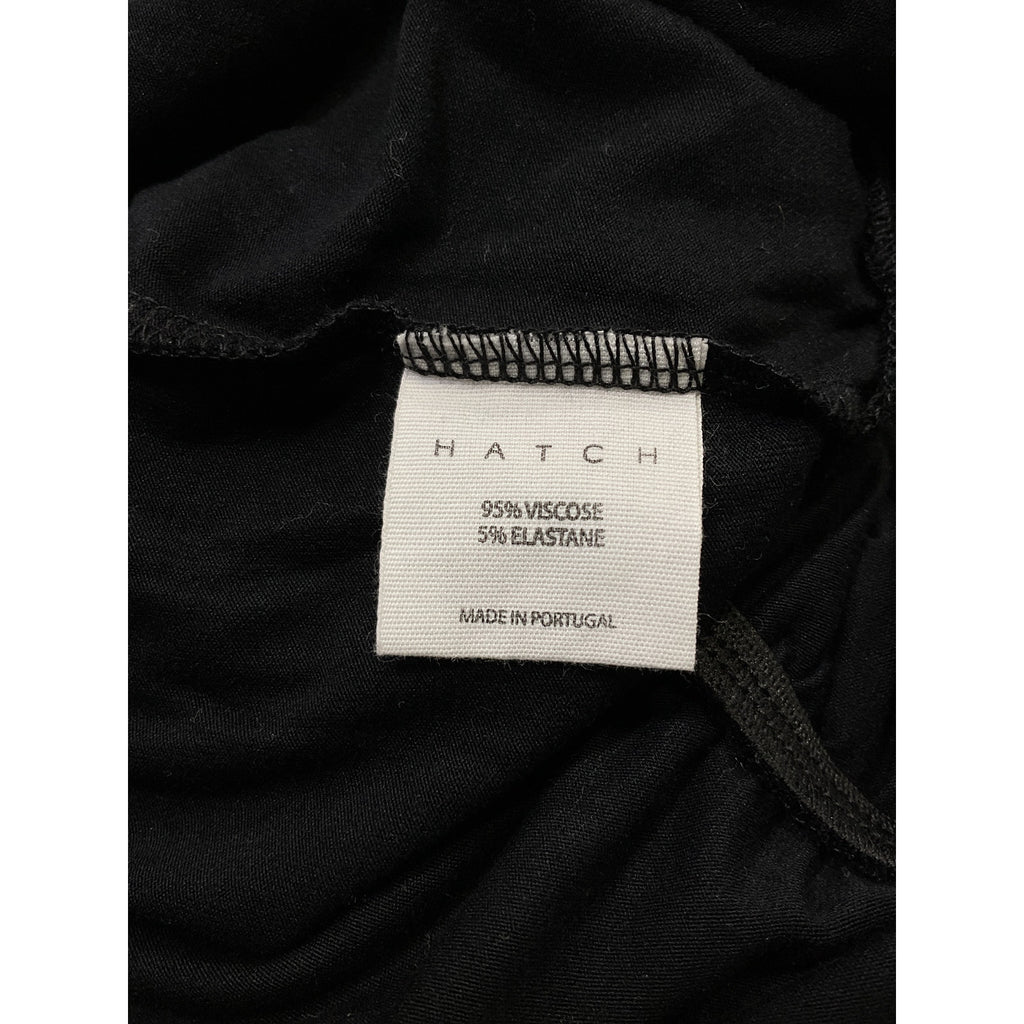 HATCH
95% VISCOSE
5% ELASTANE
MADE IN PORTUGAL